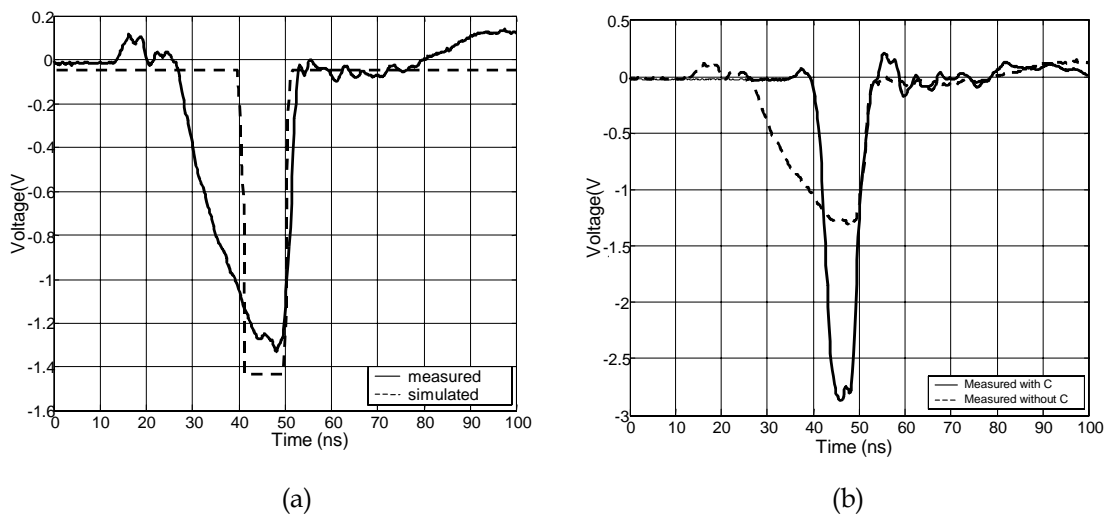 0.2
0
-0.2
-0.4
-0.6
-0.8
-1
-1.2
-1.4
-1.6
Voltage(V
0 10 20 30 40 50 60 70 80 90 100
Time (ns)
measured
simulated
(a)
0.5
0
-0.5
-1
-1.5
-2
-2.5
-3
Voltage(V
0 10 20 30 40 50 60 70 80 90 100
Time (ns)
Measured with C
Measured without C
(b)